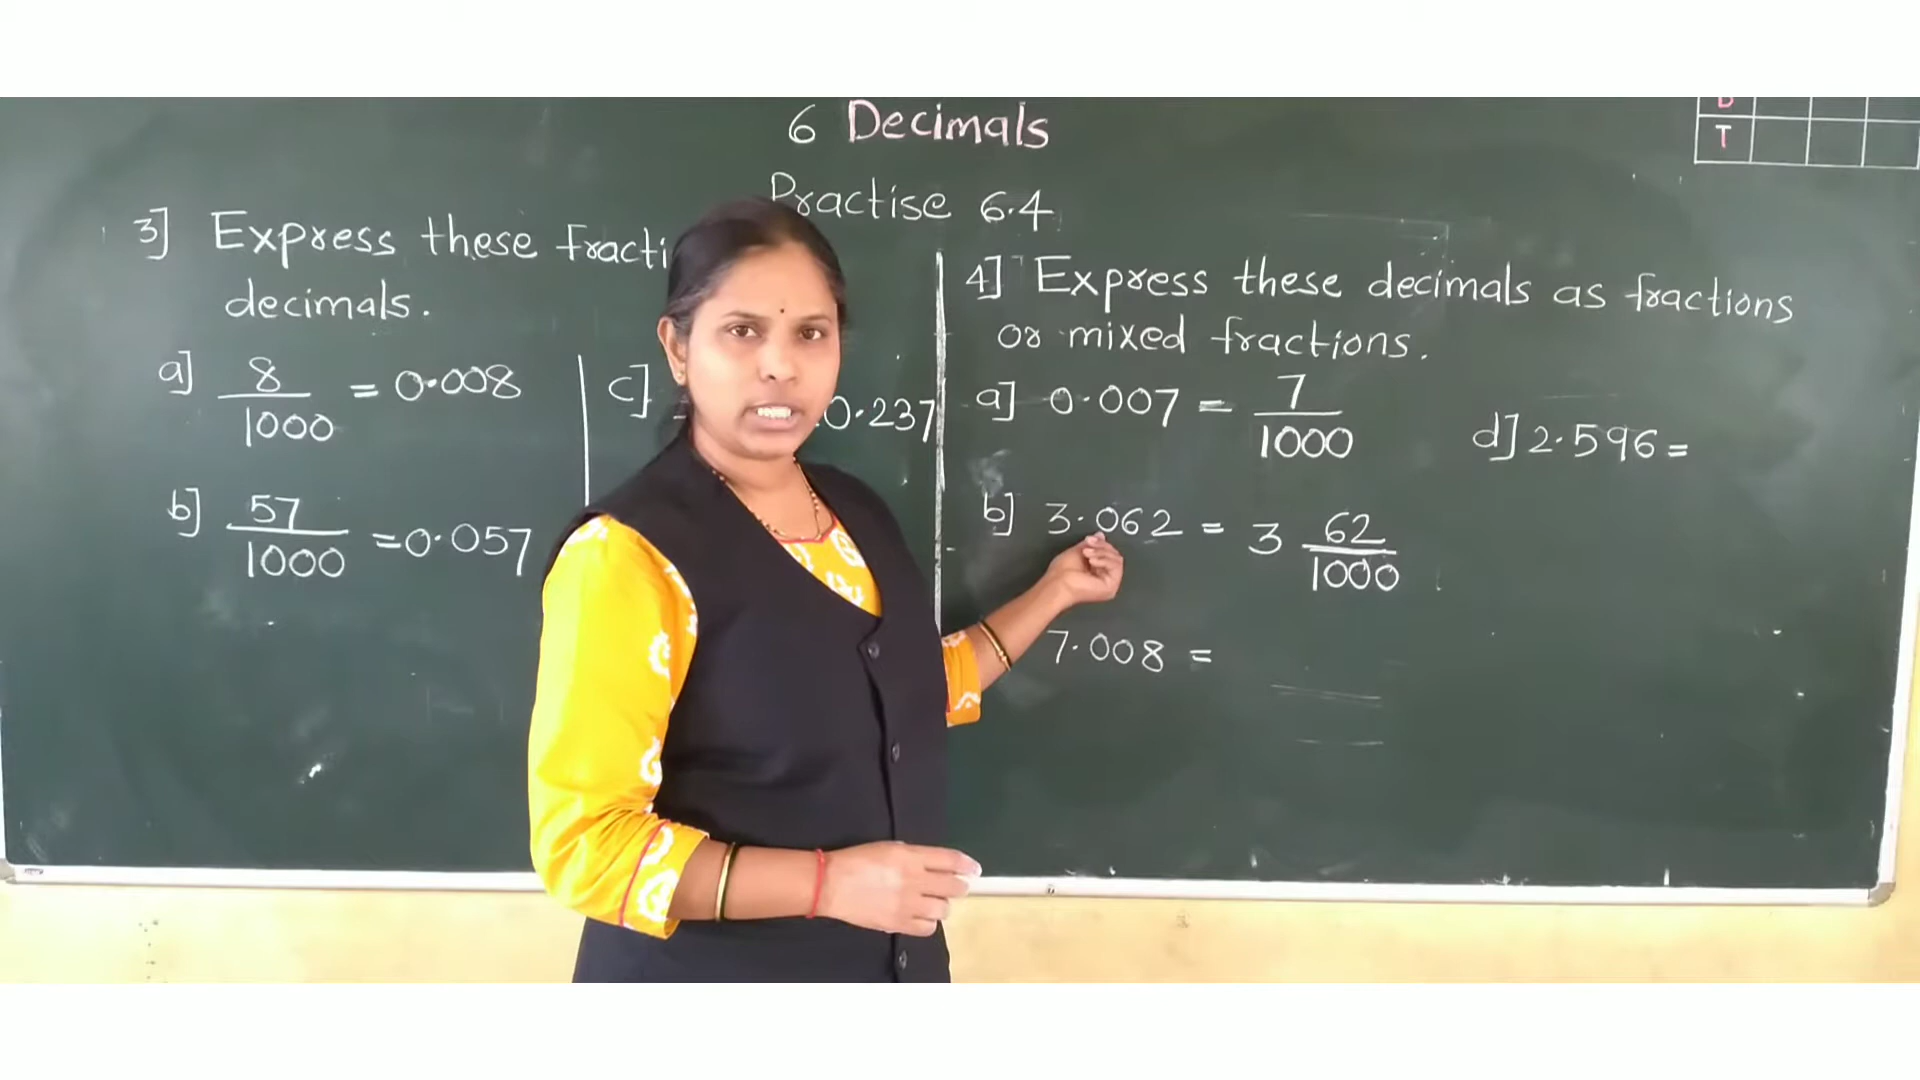 6 Decimals
Practise 6.4
3] Express these fracti
decimals.
a] 8/1000 = 0.008
b] 57/1000 = 0.057
c] 0.237
4] Express these decimals as fractions
or mixed fractions.
a] 0.007 = 7/1000
b] 3.062 = 3 62/1000
7.008 =
d] 2.596 =
T